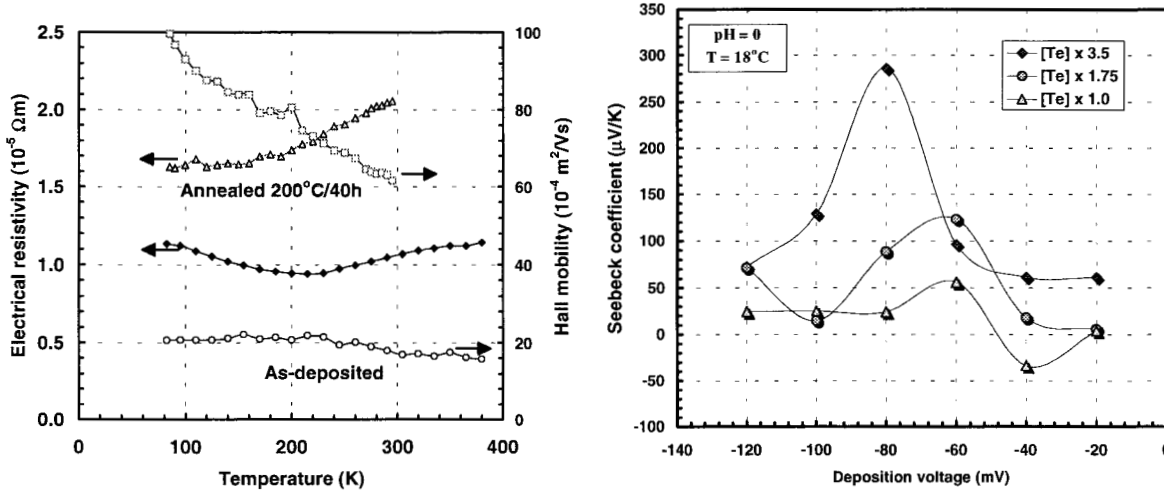 Electrical resistivity (10⁻⁵ Ωm)
2.5
2.0
1.5
1.0
0.5
0.0
0
100
200
300
400
Temperature (K)
Annealed 200°C/40h
As-deposited
100
80
60
40
20
0
Hall mobility (10⁻⁴ m²/Vs)
Seebeck coefficient (µV/K)
350
300
250
200
150
100
50
0
-50
-100
pH = 0
T = 18°C
[Te] x 3.5
[Te] x 1.75
[Te] x 1.0
-140
-120
-100
-80
-60
-40
-20
Deposition voltage (mV)